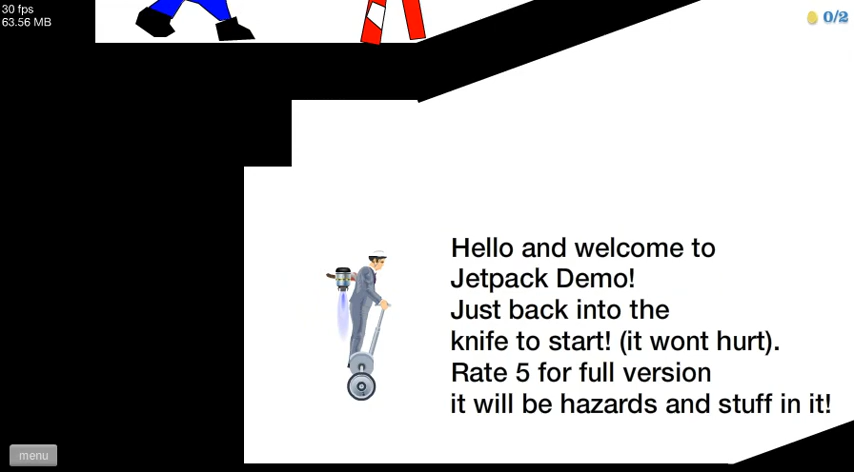 30 fps
63.56 MB
0/2
Hello and welcome to
Jetpack Demo!
Just back into the
knife to start! (it wont hurt).
Rate 5 for full version
it will be hazards and stuff in it!
menu